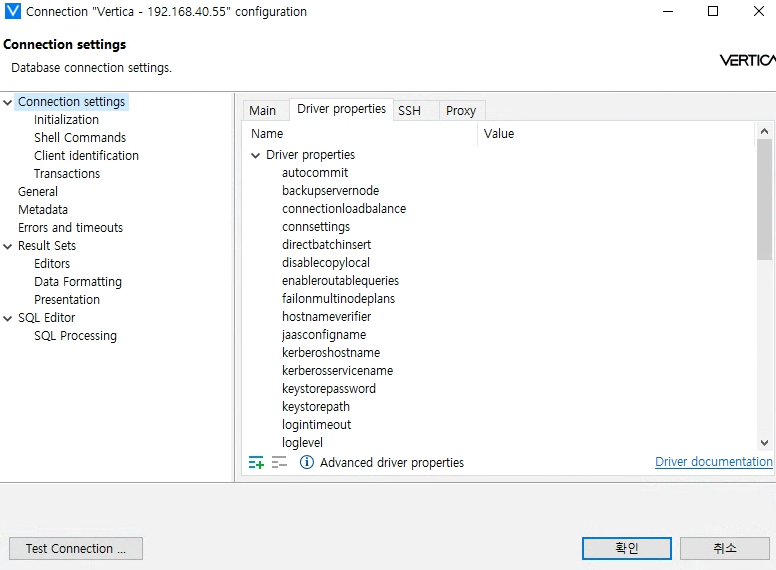 Connection "Vertica - 192.168.40.55" configuration
Connection settings
Database connection settings.
VERTICA
Connection settings
Initialization
Shell Commands
Client identification
Transactions
General
Metadata
Errors and timeouts
Result Sets
Editors
Data Formatting
Presentation
SQL Editor
SQL Processing
Main Driver properties SSH Proxy
Name Value
Driver properties
autocommit
backupservernode
connectionloadbalance
connsettings
directbatchinsert
disablecopylocal
enableroutablequeries
failonmultinodeplans
hostnameverifier
jaasconfigname
kerberoshostname
kerberosservicename
keystorepassword
keystorepath
logintimeout
loglevel
Advanced driver properties Driver documentation
Test Connection ... 확인 취소